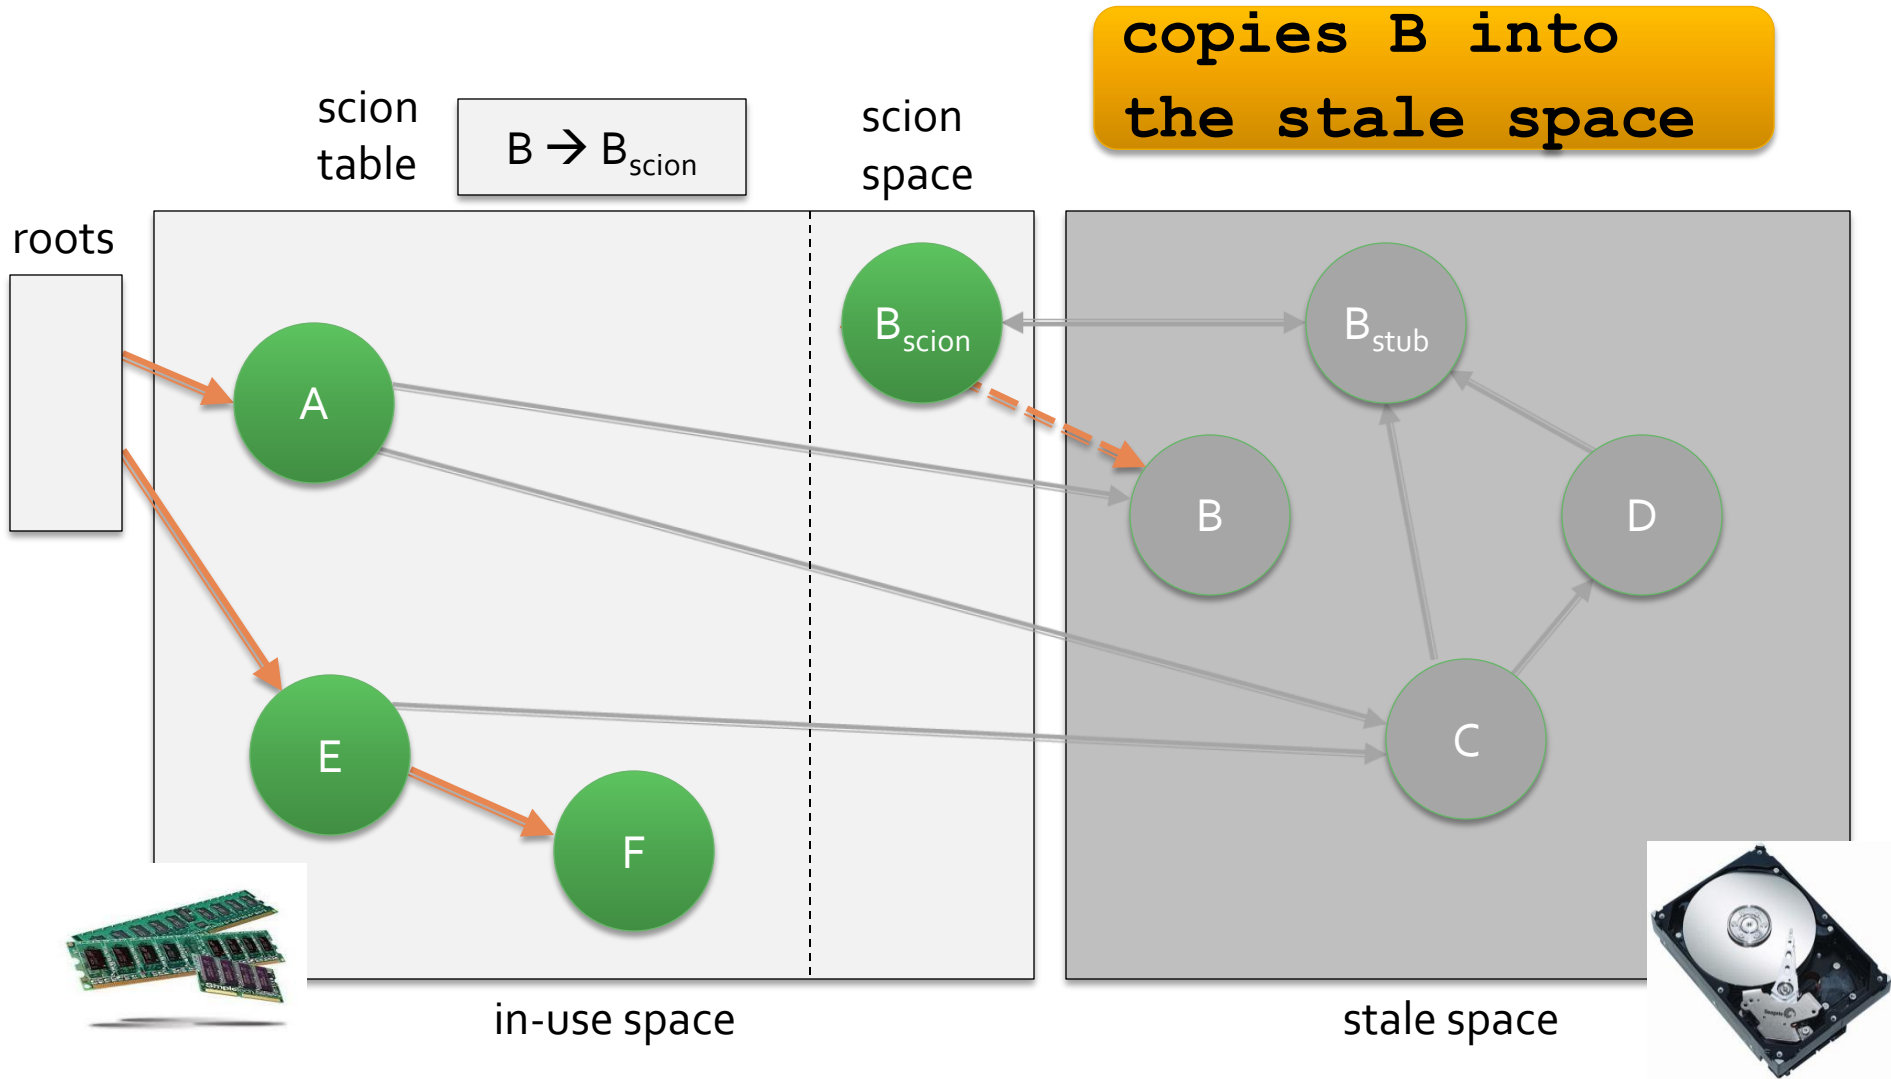 copies B into
the stale space
scion
table
B → Bscion
scion
space
roots
Bscion
Bstub
A
B
D
E
C
F
in-use space
stale space